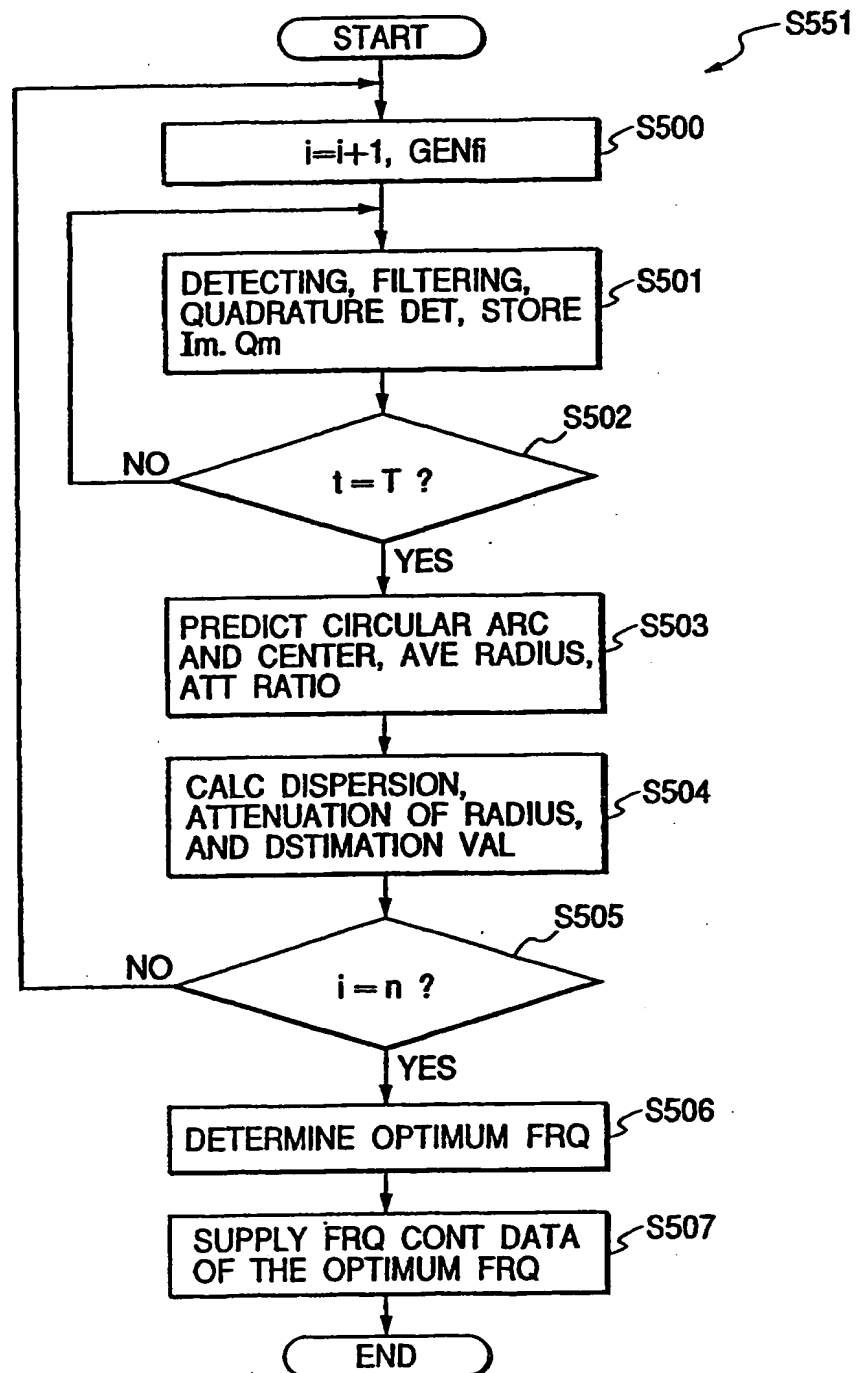 START
S551
i=i+1, GENfi
S500
DETECTING, FILTERING,
QUADRATURE DET, STORE
Im. Qm
S501
S502
t=T ?
NO
YES
PREDICT CIRCULAR ARC
AND CENTER, AVE RADIUS,
ATT RATIO
S503
CALC DISPERSION,
ATTENUATION OF RADIUS,
AND DSTIMATION VAL
S504
S505
i=n ?
NO
YES
DETERMINE OPTIMUM FRQ
S506
SUPPLY FRQ CONT DATA
OF THE OPTIMUM FRQ
S507
END